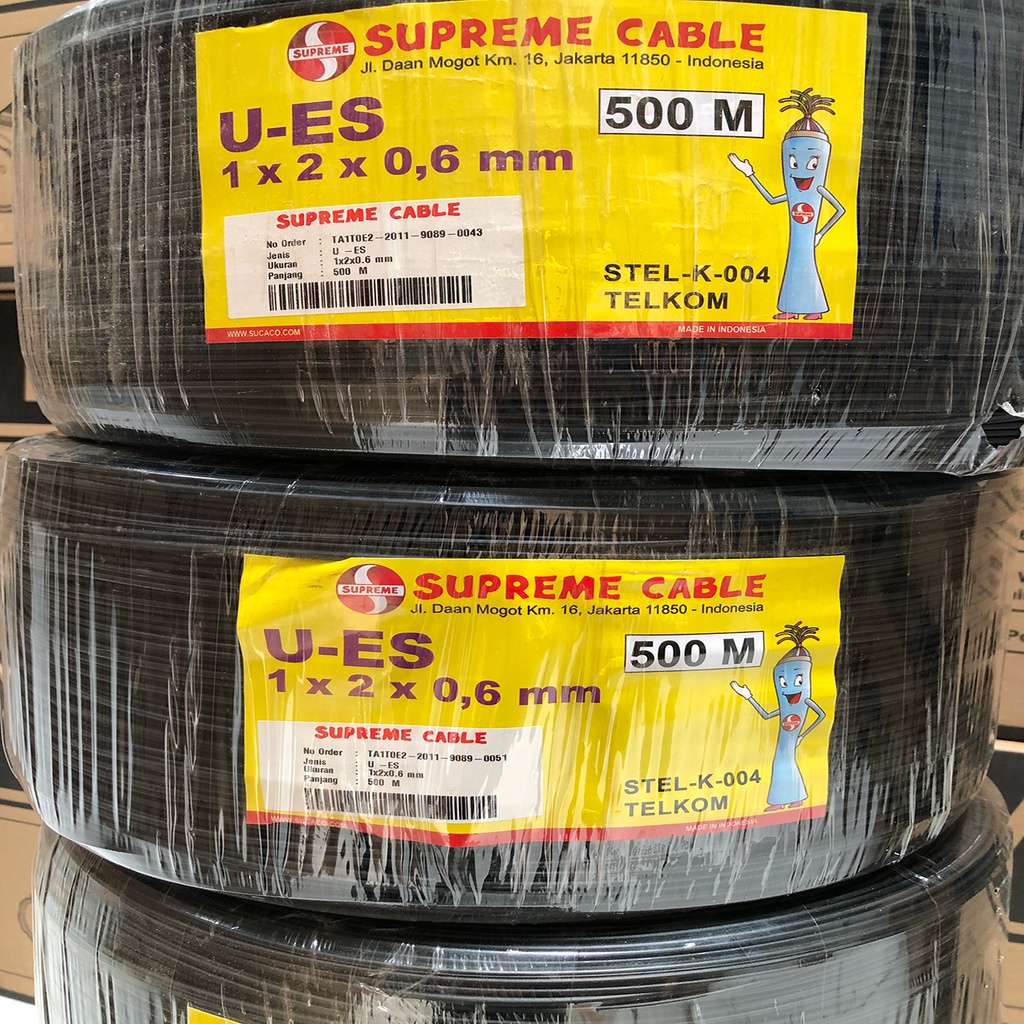 SUPREME SUPREME CABLE
Jl. Daan Mogot Km. 16, Jakarta 11850 - Indonesia
U-ES
500 M
1 x 2 x 0,6 mm
SUPREME CABLE
No Order : TA1T0E2-2011-9089-0043
Jenis : U-ES
Ukuran : 1x2x0.6 mm
Panjang : 500 M
STEL-K-004
TELKOM
SUPREME
WWW.SUCACO.COM
MADE IN INDONESIA
SUPREME SUPREME CABLE
Jl. Daan Mogot Km. 16, Jakarta 11850 - Indonesia
U-ES
500 M
1 x 2 x 0,6 mm
SUPREME CABLE
No Order : TA1T0E2-2011-9089-0051
Jenis : U-ES
Ukuran : 1x2x0.6 mm
Panjang : 500 M
STEL-K-004
TELKOM
WWW.SUCACO.COM
MADE IN INDONESIA